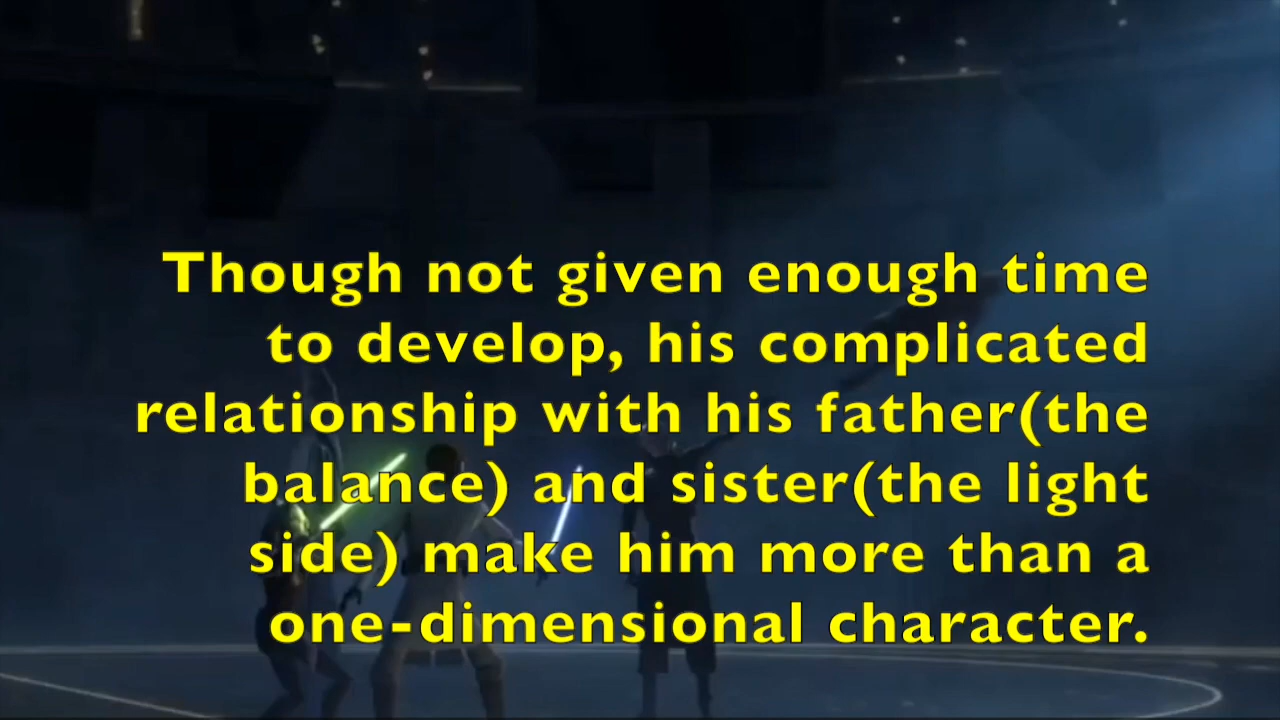 Though not given enough time
to develop, his complicated
relationship with his father(the
balance) and sister(the light
side) make him more than a
one-dimensional character.